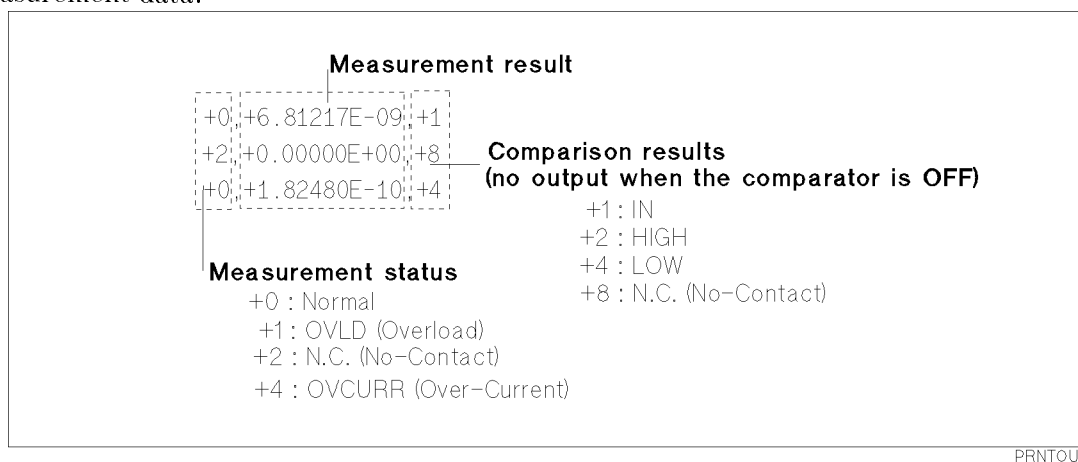 asurement data.
Measurement result
+0,+6.81217E-09,+1
+2,+0.00000E+00,+8
+0,+1.82480E-10,+4
Comparison results
(no output when the comparator is OFF)
+1 : IN
+2 : HIGH
+4 : LOW
+8 : N.C. (No-Contact)
Measurement status
+0 : Normal
+1 : OVLD (Overload)
+2 : N.C. (No-Contact)
+4 : OVCURR (Over-Current)
PRNTOU